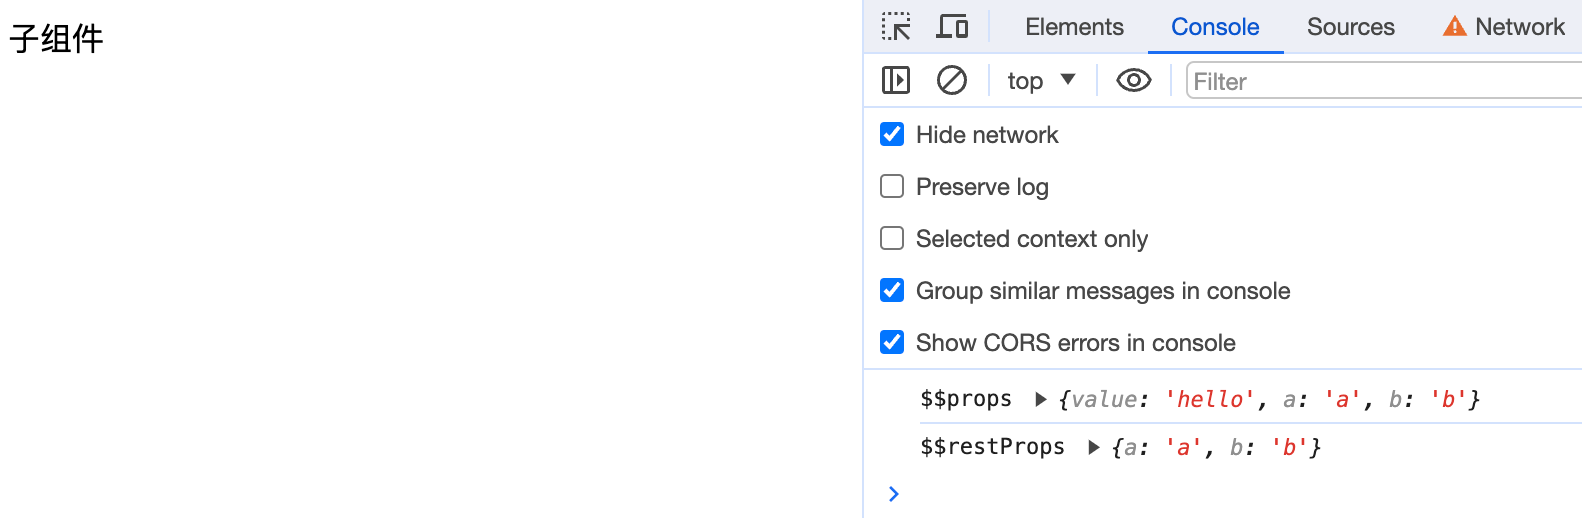 子组件
Elements Console Sources Network
top Filter
Hide network
Preserve log
Selected context only
Group similar messages in console
Show CORS errors in console
$$props ▶ {value: 'hello', a: 'a', b: 'b'}
$$restProps ▶ {a: 'a', b: 'b'}